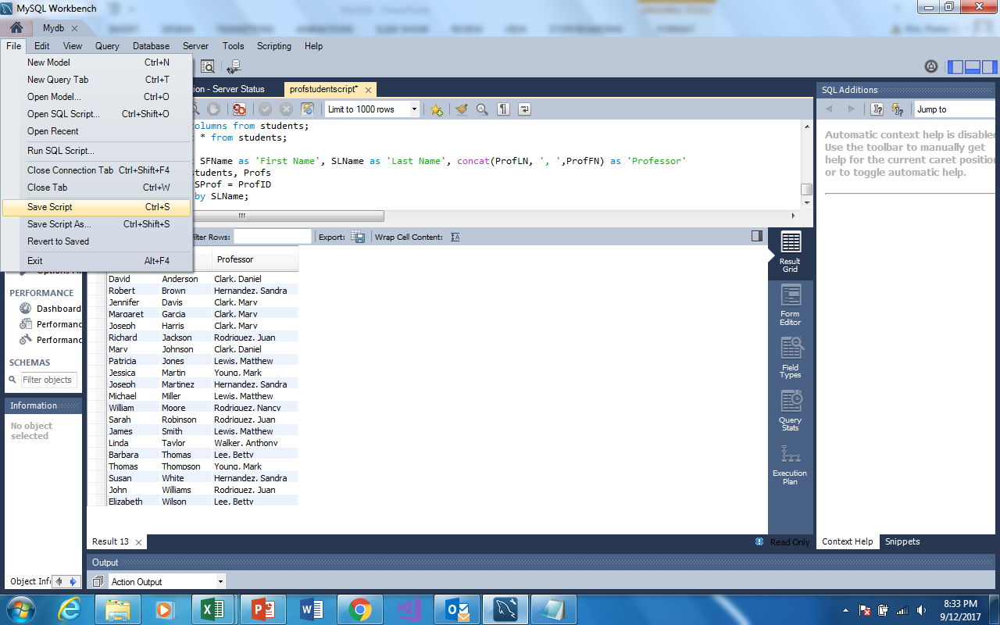 MySQL Workbench
Mydb
File Edit View Query Database Server Tools Scripting Help
New Model Ctrl+N
New Query Tab Ctrl+T
Open Model... Ctrl+O
Open SQL Script... Ctrl+Shift+O
Open Recent
Run SQL Script...
Close Connection Tab Ctrl+Shift+F4
Close Tab Ctrl+W
Save Script Ctrl+S
Save Script As... Ctrl+Shift+S
Revert to Saved
Exit Alt+F4
ion - Server Status
profstudentscript*
Limit to 1000 rows
columns from students;
* from students;
SFName as 'First Name', SLName as 'Last Name', concat(ProfLN, ', ',ProfFN) as 'Professor'
students, Profs
SProf = ProfID
by SLName;
Filter Rows:
Export:
Wrap Cell Content:
Professor
David Anderson Clark, Daniel
Robert Brown Hernandez, Sandra
Jennifer Davis Clark, Mary
Margaret Garcia Clark, Mary
Joseph Harris Clark, Mary
Richard Jackson Rodriguez, Juan
Mary Johnson Clark, Daniel
Patricia Jones Lewis, Matthew
Jessica Martin Young, Mark
Joseph Martinez Hernandez, Sandra
Michael Miller Lewis, Matthew
William Moore Rodriguez, Nancy
Sarah Robinson Rodriguez, Juan
James Smith Lewis, Matthew
Linda Taylor Walker, Anthony
Barbara Thomas Lee, Betty
Thomas Thompson Young, Mark
Susan White Hernandez, Sandra
John Williams Rodriguez, Juan
Elizabeth Wilson Lee, Betty
Result
Grid
Form
Editor
Field
Types
Query
Stats
Execution
Plan
Result 13
Read Only
SQL Additions
Jump to
Automatic context help is disabled
Use the toolbar to manually get
help for the current caret position
or to toggle automatic help.
Context Help Snippets
PERFORMANCE
Dashboard
Performanc
Performanc
SCHEMAS
Filter objects
Information
No object
selected
Object Inf
Output
Action Output
8:33 PM
9/12/2017